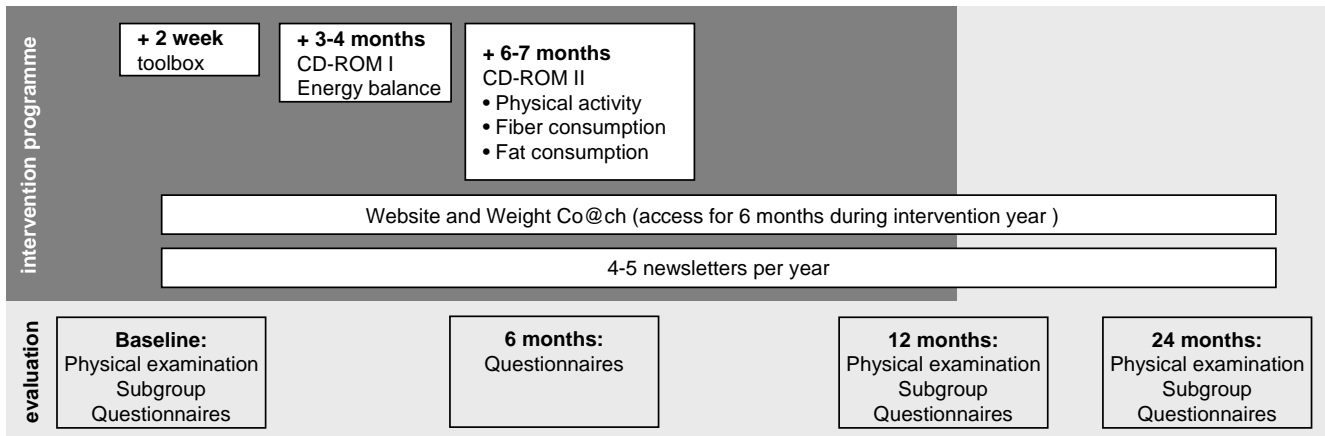 intervention programme
+ 2 week
toolbox
+ 3-4 months
CD-ROM I
Energy balance
+ 6-7 months
CD-ROM II
• Physical activity
• Fiber consumption
• Fat consumption
Website and Weight Co@ch (access for 6 months during intervention year )
4-5 newsletters per year
evaluation
Baseline:
Physical examination
Subgroup
Questionnaires
6 months:
Questionnaires
12 months:
Physical examination
Subgroup
Questionnaires
24 months:
Physical examination
Subgroup
Questionnaires